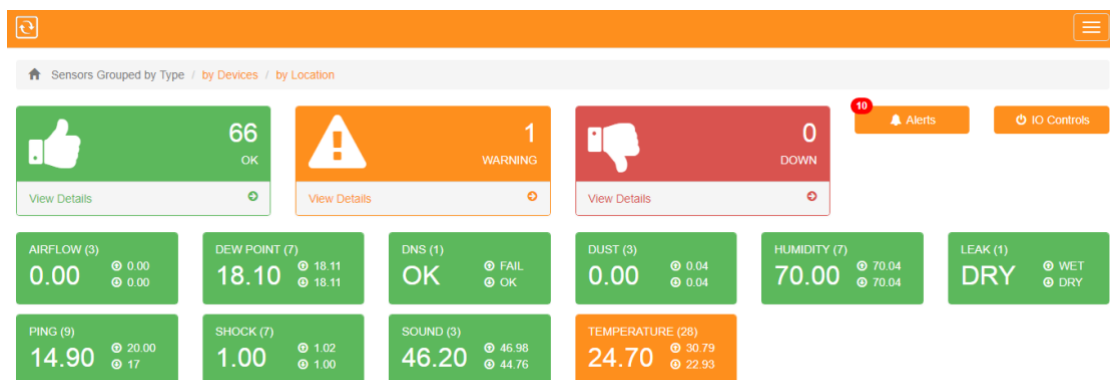 Sensors Grouped by Type / by Devices / by Location
66
OK
View Details
1
WARNING
View Details
0
DOWN
View Details
10
Alerts
IO Controls
AIRFLOW (3)
0.00
0.00
0.00
DEW POINT (7)
18.10
18.11
18.11
DNS (1)
OK
FAIL
OK
DUST (3)
0.00
0.04
0.04
HUMIDITY (7)
70.00
70.04
70.04
LEAK (1)
DRY
WET
DRY
PING (9)
14.90
20.00
17
SHOCK (7)
1.00
1.02
1.00
SOUND (3)
46.20
46.98
44.76
TEMPERATURE (28)
24.70
30.79
22.93